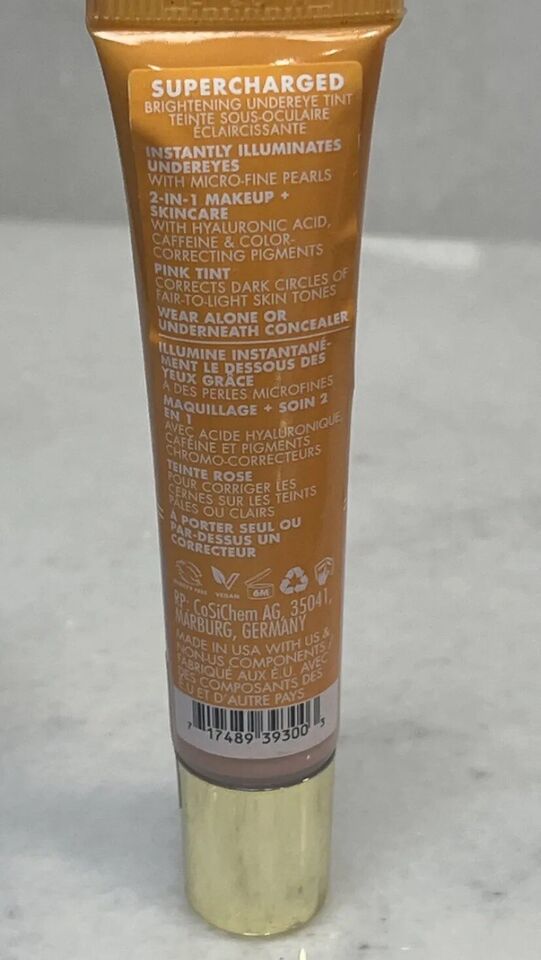 SUPERCHARGED
BRIGHTENING UNDEREYE TINT
TEINTE SOUS-OCULAIRE
ÉCLAIRCISSANTE
INSTANTLY ILLUMINATES
UNDEREYES
WITH MICRO-FINE PEARLS
2-IN-1 MAKEUP +
SKINCARE
WITH HYALURONIC ACID,
CAFFEINE & COLOR-
CORRECTING PIGMENTS
PINK TINT
CORRECTS DARK CIRCLES OF
FAIR-TO-LIGHT SKIN TONES
WEAR ALONE OR
UNDERNEATH CONCEALER
ILLUMINE INSTANTANÉ-
MENT LE DESSOUS DES
YEUX GRÂCE
À DES PERLES MICROFINES
MAQUILLAGE + SOIN 2
EN 1
AVEC ACIDE HYALURONIQUE,
CAFÉINE ET PIGMENTS
CHROMO-CORRECTEURS
TEINTE ROSE
POUR CORRIGER LES
CERNES SUR LES TEINTS
PÂLES OU CLAIRS
À PORTER SEUL OU
PAR-DESSUS UN
CORRECTEUR
CRUELTY FREE VEGAN 6M
RP: CoSiChem AG, 35041,
MARBURG, GERMANY
MADE IN USA WITH US &
NON-US COMPONENTS /
FABRIQUÉ AUX É.U. AVEC
DES COMPOSANTS DES
É.U ET D'AUTRE PAYS
7 17489 39300 3